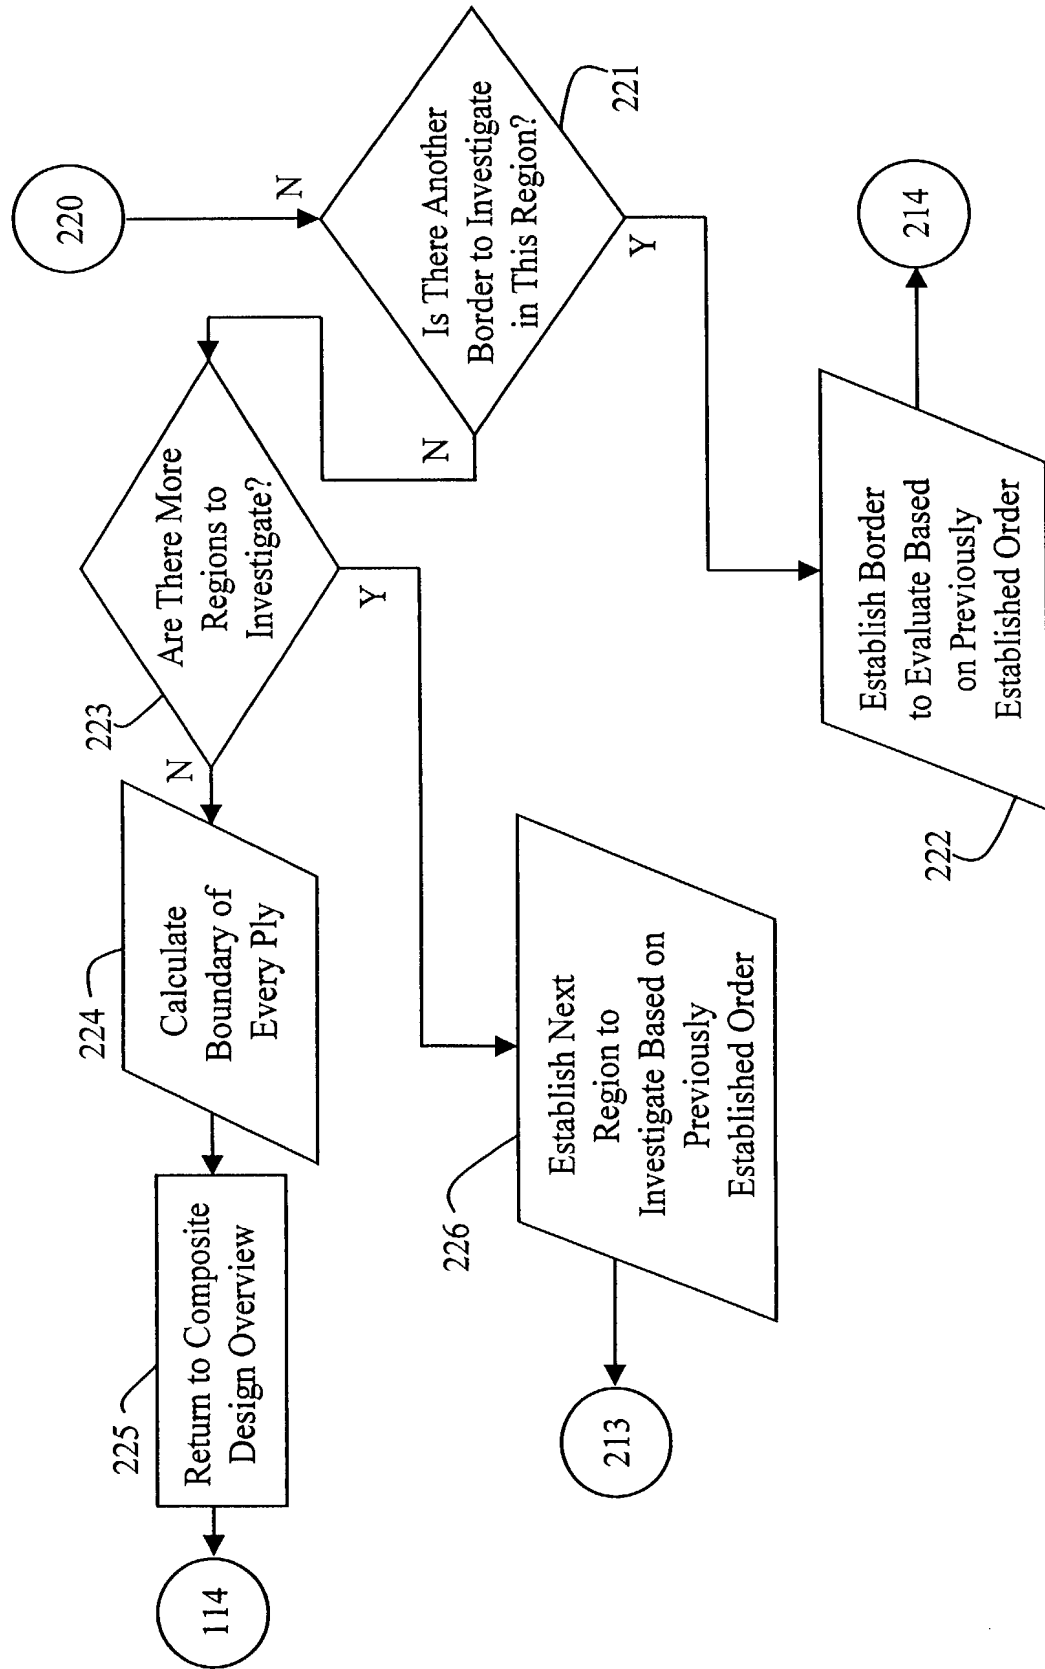 220
N
Is There Another
Border to Investigate
in This Region?
221
N
Y
Are There More
Regions to
Investigate?
223
N
Y
Calculate
Boundary of
Every Ply
224
Return to Composite
Design Overview
225
114
Establish Next
Region to
Investigate Based on
Previously
Established Order
226
213
Establish Border
to Evaluate Based
on Previously
Established Order
222
214